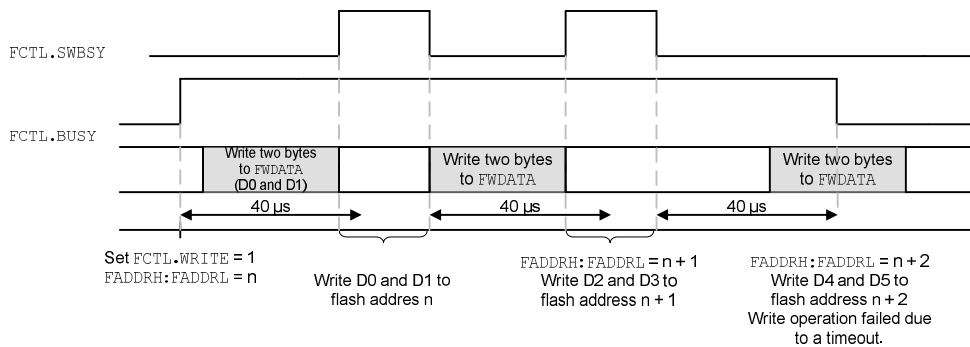 FCTL.SWBSY
FCTL.BUSY
Write two bytes
to FWDATA
(D0 and D1)
Write two bytes
to FWDATA
Write two bytes
to FWDATA
40 µs
40 µs
40 µs
Set FCTL.WRITE = 1
FADDRH:FADDRL = n
Write D0 and D1 to
flash addres n
FADDRH:FADDRL = n + 1
Write D2 and D3 to
flash address n + 1
FADDRH:FADDRL = n + 2
Write D4 and D5 to
flash address n + 2
Write operation failed due
to a timeout.